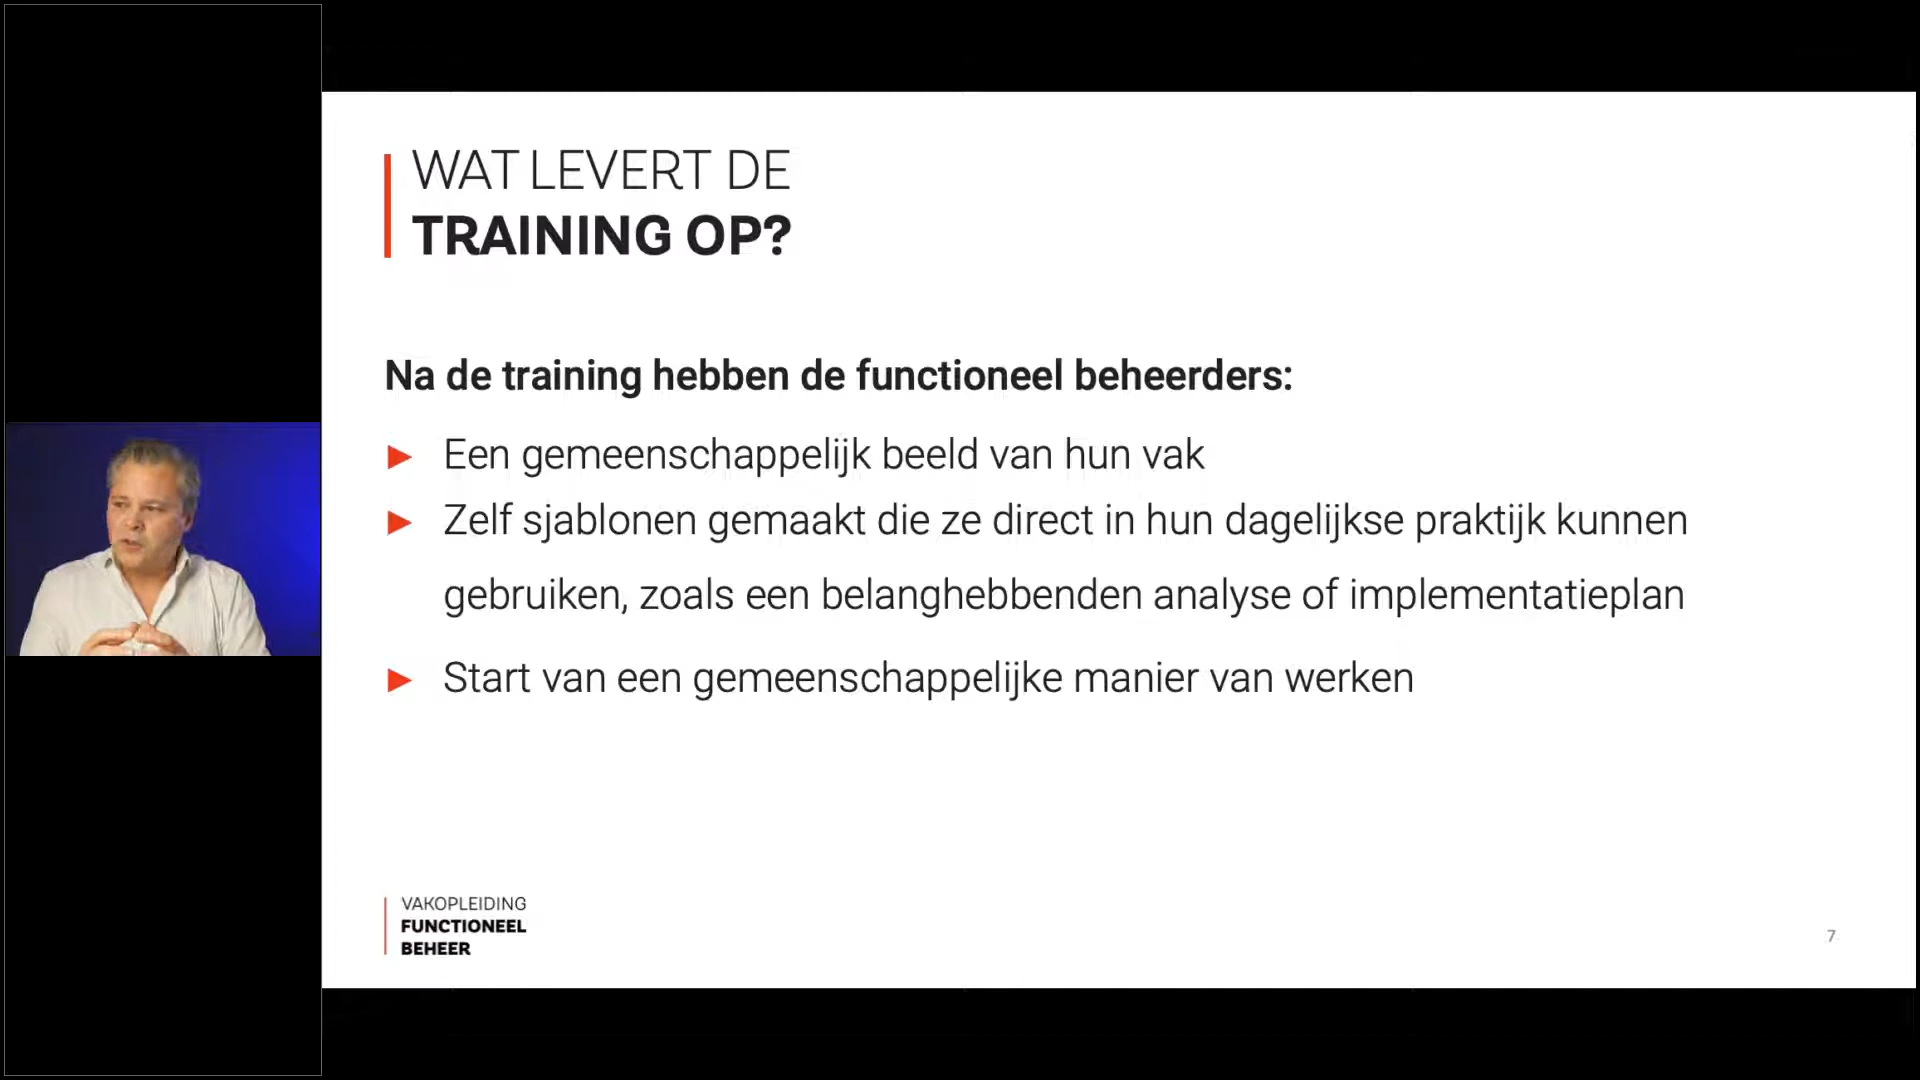 WAT LEVERT DE
TRAINING OP?
Na de training hebben de functioneel beheerders:
► Een gemeenschappelijk beeld van hun vak
► Zelf sjablonen gemaakt die ze direct in hun dagelijkse praktijk kunnen
gebruiken, zoals een belanghebbenden analyse of implementatieplan
► Start van een gemeenschappelijke manier van werken
VAKOPLEIDING
FUNCTIONEEL
BEHEER
7